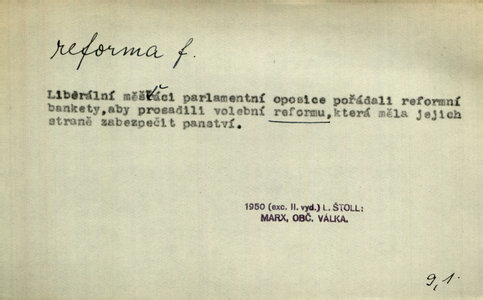 reforma f.
Liberální měšťáci parlamentní oposice pořádali reformní
bankety,aby prosadili volební reformu,která měla jejich
straně zabezpečit panství.
1950 (exc. II. vyd.) L. ŠTOLL:
MARX, OBČ. VÁLKA.
9,1.